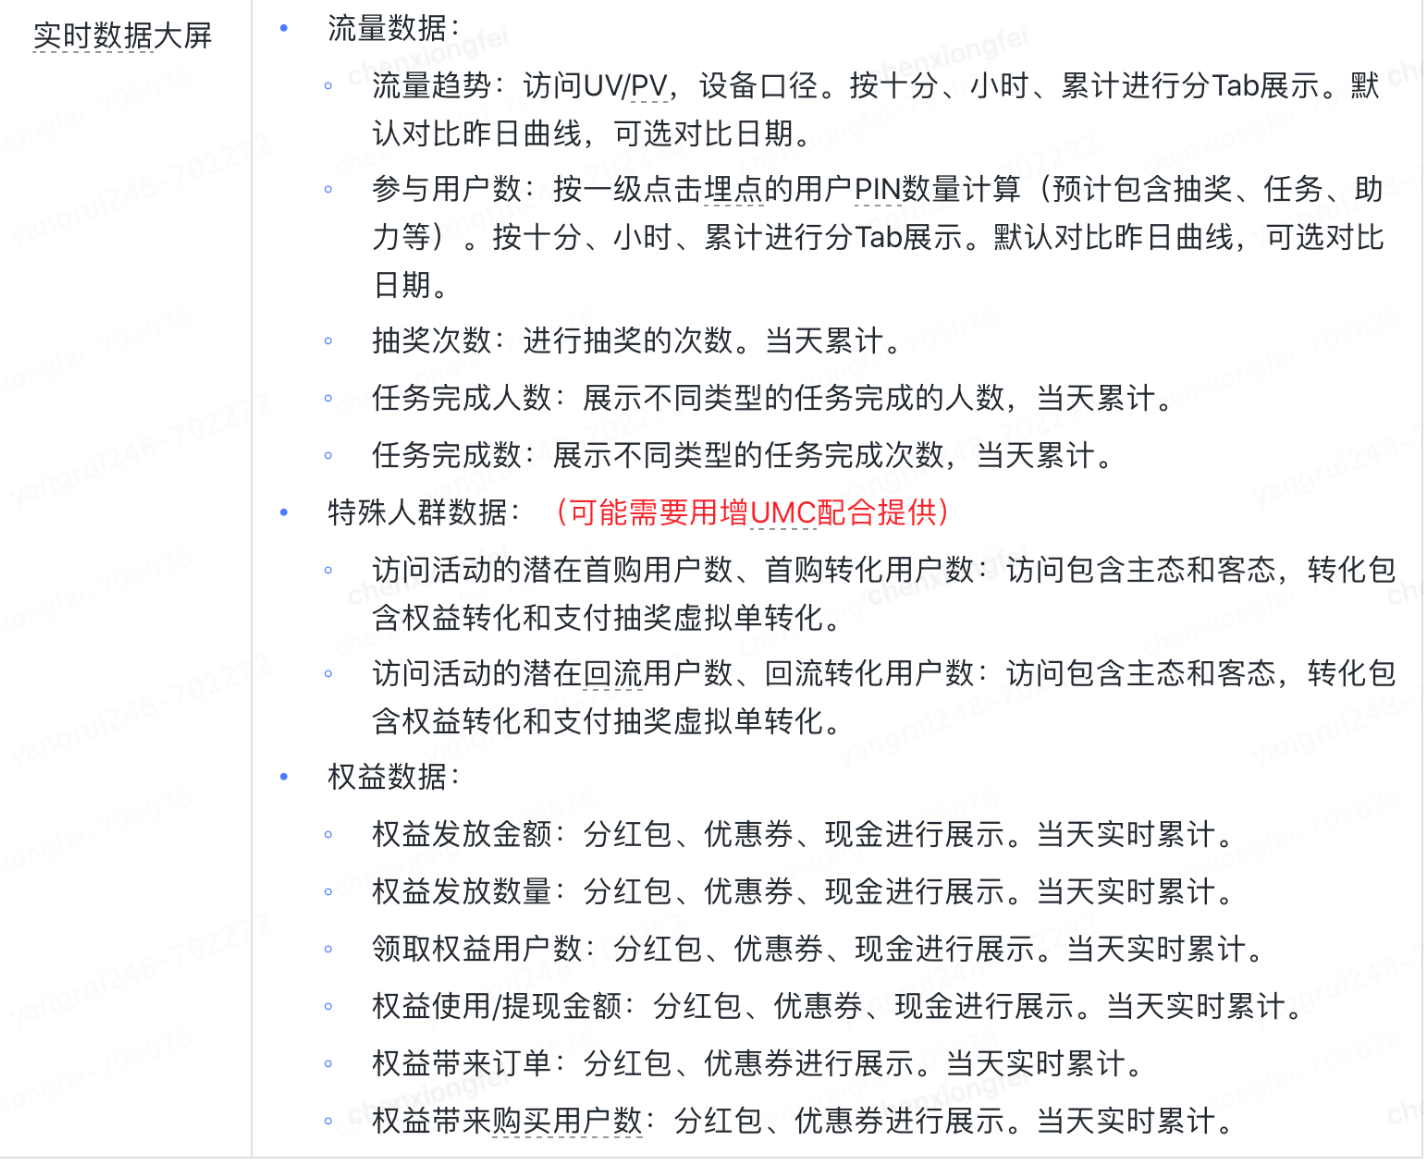 实时数据大屏
流量数据：
流量趋势：访问UV/PV，设备口径。按十分、小时、累计进行分Tab展示。默
认对比昨日曲线，可选对比日期。
参与用户数：按一级点击埋点的用户PIN数量计算（预计包含抽奖、任务、助
力等）。按十分、小时、累计进行分Tab展示。默认对比昨日曲线，可选对比
日期。
抽奖次数：进行抽奖的次数。当天累计。
任务完成人数：展示不同类型的任务完成的人数，当天累计。
任务完成数：展示不同类型的任务完成次数，当天累计。
特殊人群数据：（可能需要用增UMC配合提供）
访问活动的潜在首购用户数、首购转化用户数：访问包含主态和客态，转化包
含权益转化和支付抽奖虚拟单转化。
访问活动的潜在回流用户数、回流转化用户数：访问包含主态和客态，转化包
含权益转化和支付抽奖虚拟单转化。
权益数据：
权益发放金额：分红包、优惠券、现金进行展示。当天实时累计。
权益发放数量：分红包、优惠券、现金进行展示。当天实时累计。
领取权益用户数：分红包、优惠券、现金进行展示。当天实时累计。
权益使用/提现金额：分红包、优惠券、现金进行展示。当天实时累计。
权益带来订单：分红包、优惠券进行展示。当天实时累计。
权益带来购买用户数：分红包、优惠券进行展示。当天实时累计。